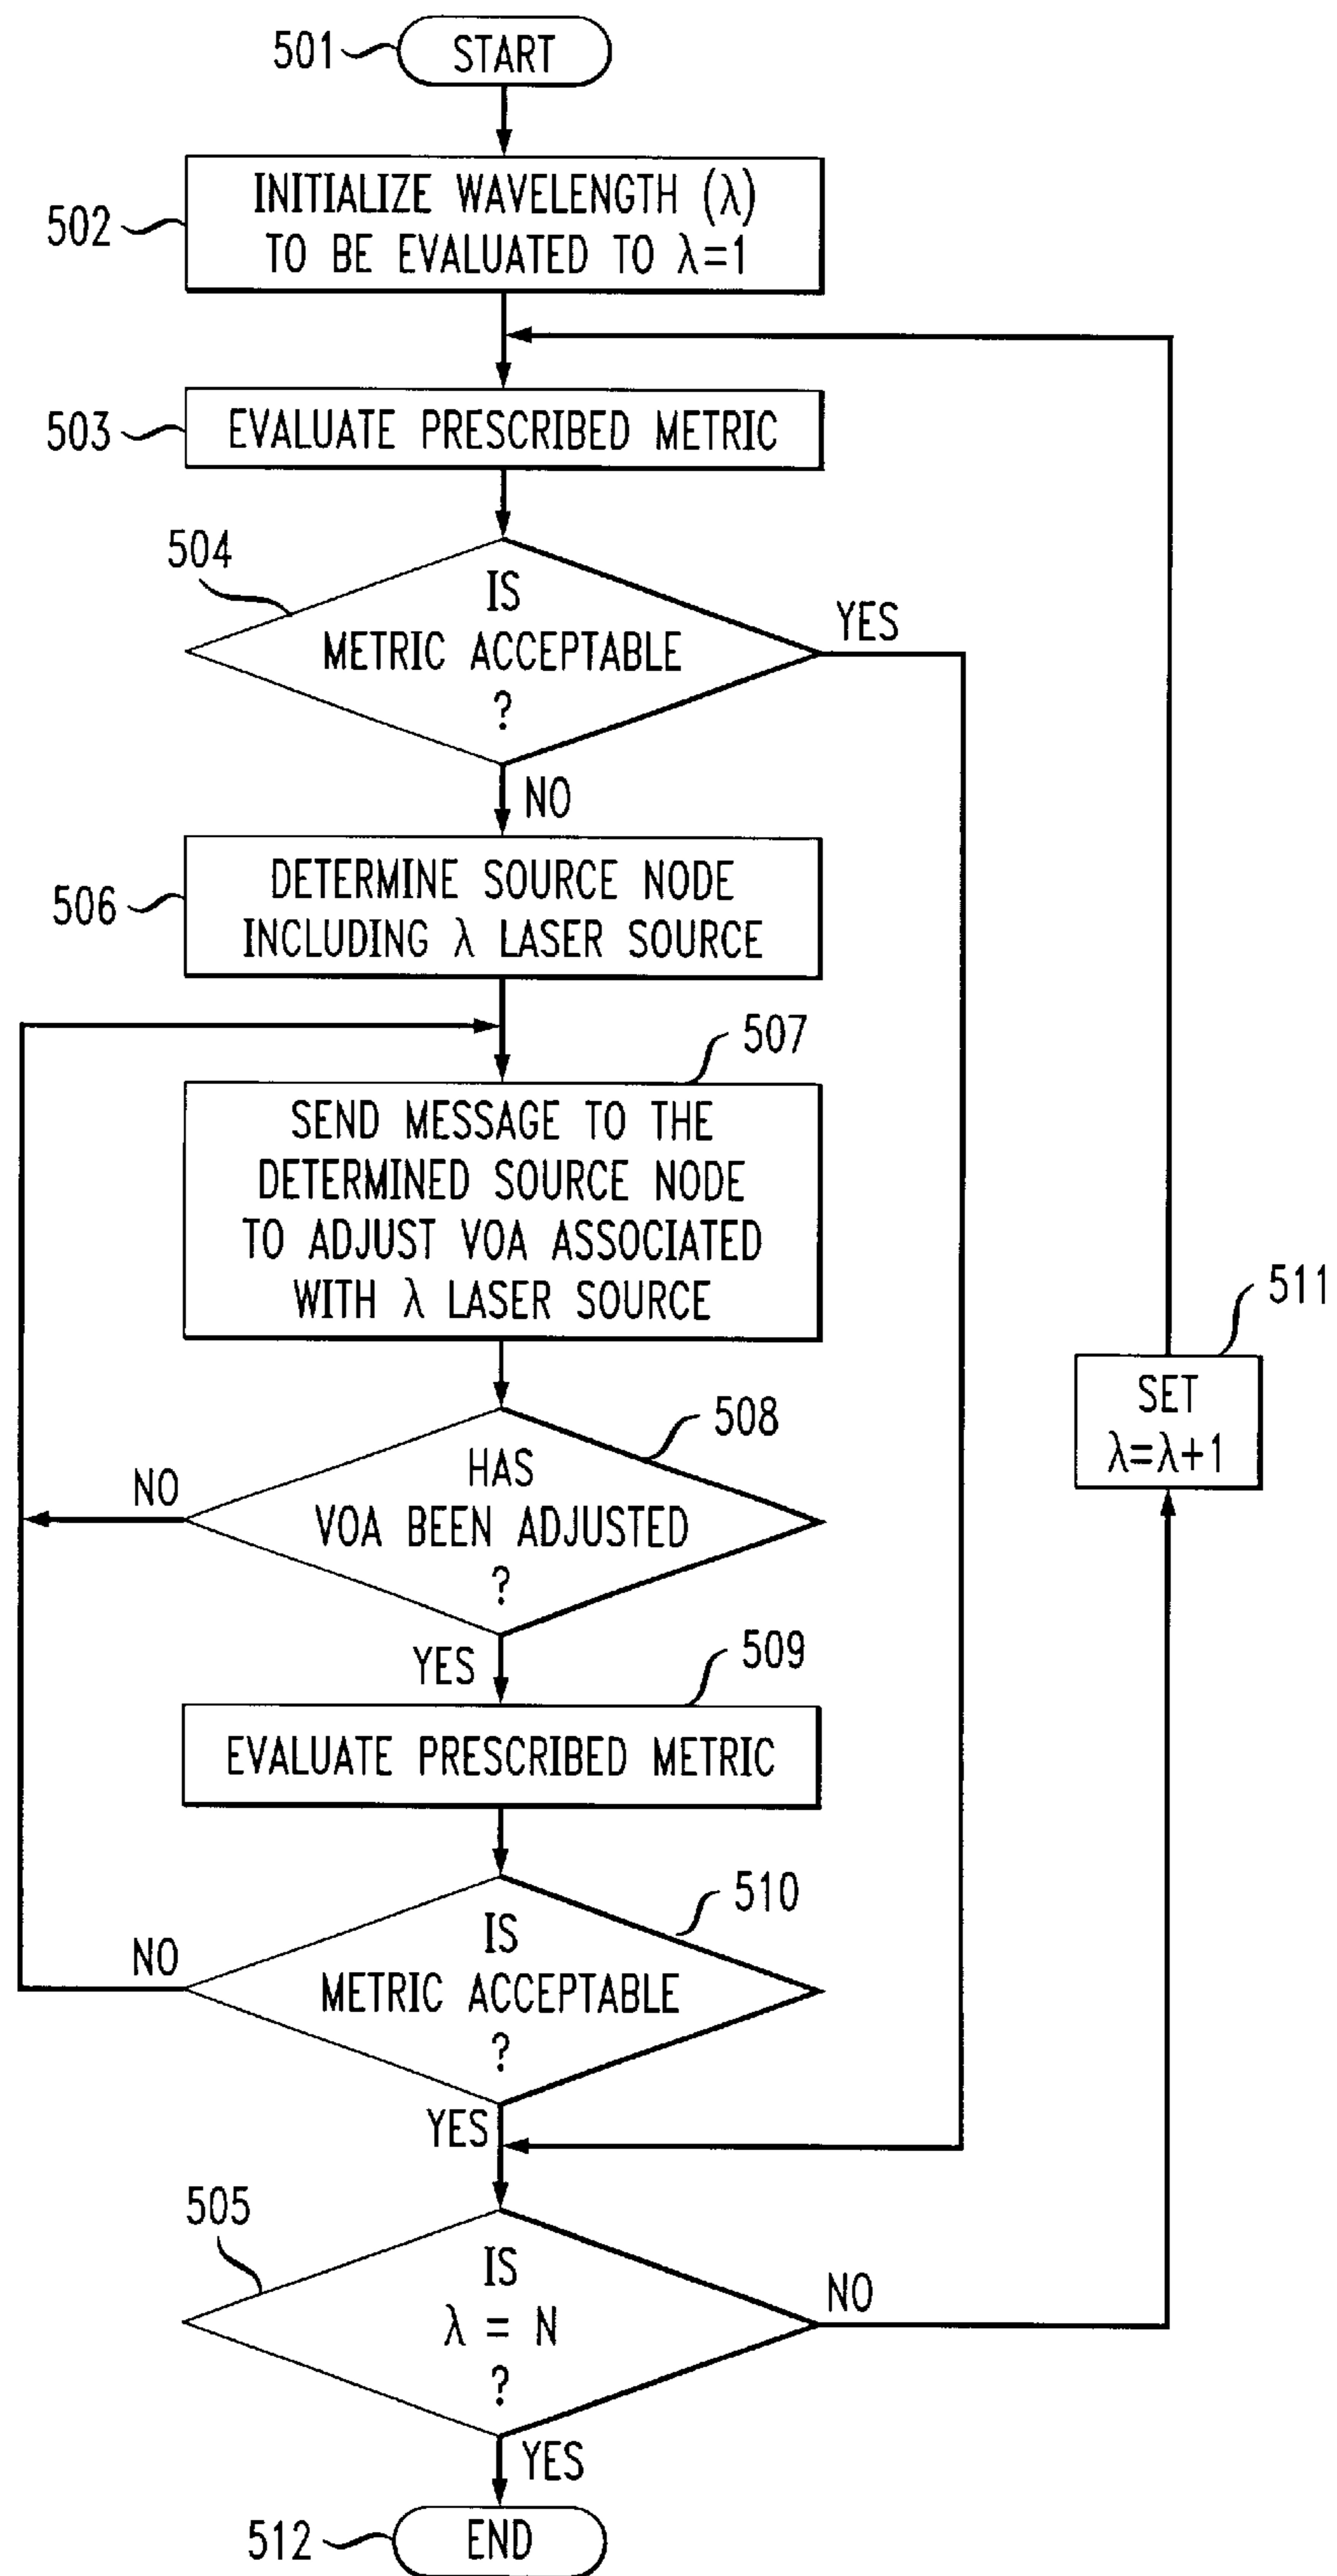 501
START
502
INITIALIZE WAVELENGTH (λ)
TO BE EVALUATED TO λ=1
503
EVALUATE PRESCRIBED METRIC
504
IS
METRIC ACCEPTABLE
?
YES
NO
506
DETERMINE SOURCE NODE
INCLUDING λ LASER SOURCE
507
SEND MESSAGE TO THE
DETERMINED SOURCE NODE
TO ADJUST VOA ASSOCIATED
WITH λ LASER SOURCE
511
SET
λ=λ+1
508
HAS
VOA BEEN ADJUSTED
?
NO
YES
509
EVALUATE PRESCRIBED METRIC
510
IS
METRIC ACCEPTABLE
?
NO
YES
505
IS
λ = N
?
NO
YES
512
END